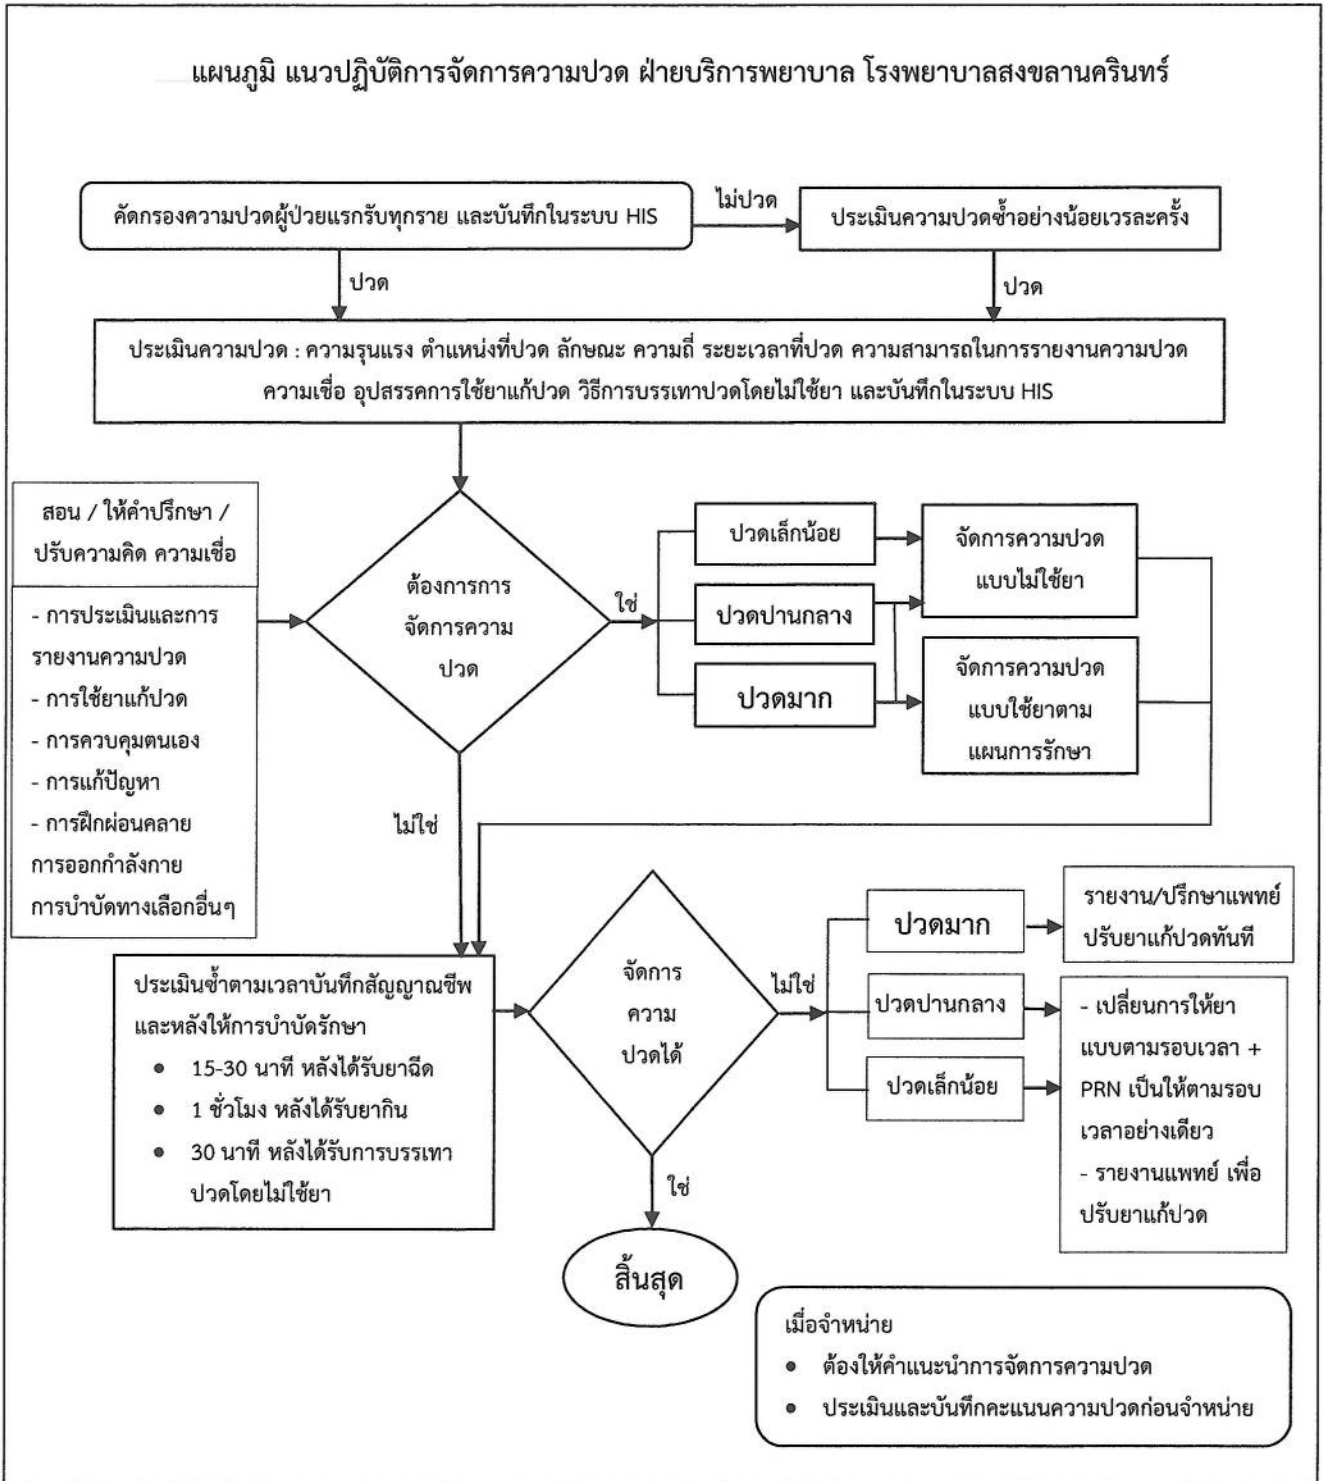 แผนภูมิ แนวปฏิบัติการจัดการความปวด ฝ่ายบริการพยาบาล โรงพยาบาลสงขลานครินทร์
คัดกรองความปวดผู้ป่วยแรกรับทุกราย และบันทึกในระบบ HIS
ไม่ปวด
ประเมินความปวดซ้ำอย่างน้อยเวรละครั้ง
ปวด
ปวด
ประเมินความปวด : ความรุนแรง ตำแหน่งที่ปวด ลักษณะ ความถี่ ระยะเวลาที่ปวด ความสามารถในการรายงานความปวด
ความเชื่อ อุปสรรคการใช้ยาแก้ปวด วิธีการบรรเทาปวดโดยไม่ใช้ยา และบันทึกในระบบ HIS
สอน / ให้คำปรึกษา /
ปรับความคิด ความเชื่อ
- การประเมินและการ
รายงานความปวด
- การใช้ยาแก้ปวด
- การควบคุมตนเอง
- การแก้ปัญหา
- การฝึกผ่อนคลาย
การออกกำลังกาย
การบำบัดทางเลือกอื่นๆ
ต้องการการ
จัดการความ
ปวด
ใช่
ปวดเล็กน้อย
ปวดปานกลาง
ปวดมาก
จัดการความปวด
แบบไม่ใช้ยา
จัดการความปวด
แบบใช้ยาตาม
แผนการรักษา
ไม่ใช่
ประเมินซ้ำตามเวลาบันทึกสัญญาณชีพ
และหลังให้การบำบัดรักษา
● 15-30 นาที หลังได้รับยาฉีด
● 1 ชั่วโมง หลังได้รับยากิน
● 30 นาที หลังได้รับการบรรเทา
ปวดโดยไม่ใช้ยา
จัดการ
ความ
ปวดได้
ไม่ใช่
ปวดมาก
ปวดปานกลาง
ปวดเล็กน้อย
รายงาน/ปรึกษาแพทย์
ปรับยาแก้ปวดทันที
- เปลี่ยนการให้ยา
แบบตามรอบเวลา +
PRN เป็นให้ตามรอบ
เวลาอย่างเดียว
- รายงานแพทย์ เพื่อ
ปรับยาแก้ปวด
ใช่
สิ้นสุด
เมื่อจำหน่าย
● ต้องให้คำแนะนำการจัดการความปวด
● ประเมินและบันทึกคะแนนความปวดก่อนจำหน่าย